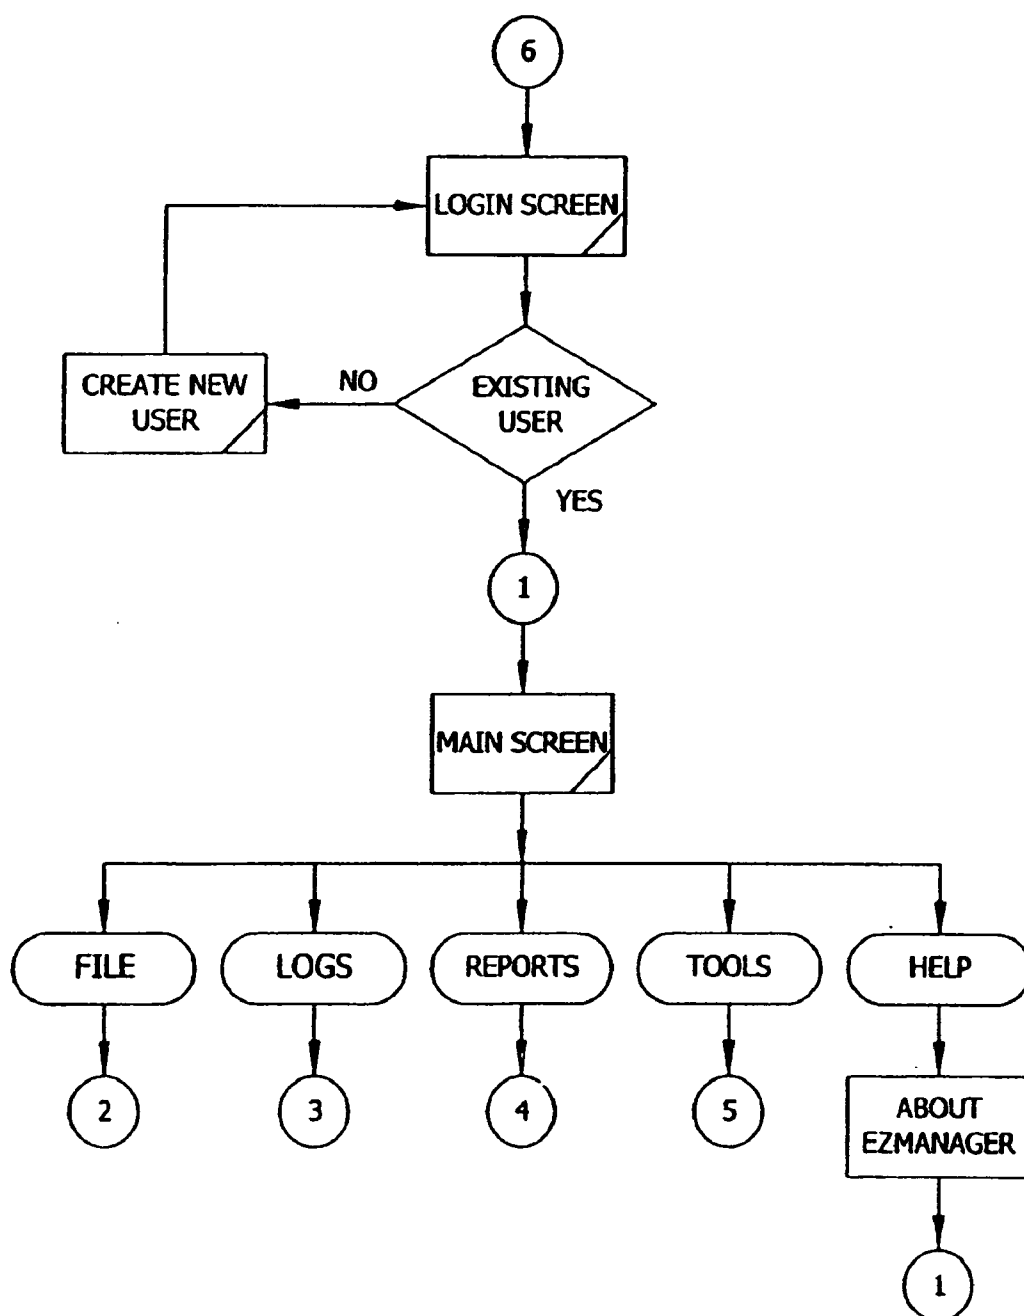 6
LOGIN SCREEN
CREATE NEW
USER
NO
EXISTING
USER
YES
1
MAIN SCREEN
FILE
LOGS
REPORTS
TOOLS
HELP
2
3
4
5
ABOUT
EZMANAGER
1